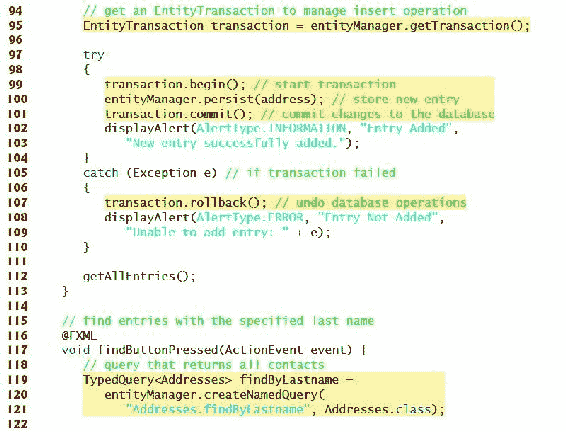 94 // get an EntityTransaction to manage insert operation
95 EntityTransaction transaction = entityManager.getTransaction();
96
97 try
98 {
99 transaction.begin(); // start transaction
100 entityManager.persist(address); // store new entry
101 transaction.commit(); // commit changes to the database
102 displayAlert(AlertType.INFORMATION, "Entry Added",
103 "New entry successfully added.");
104 }
105 catch (Exception e) // if transaction failed
106 {
107 transaction.rollback(); // undo database operations
108 displayAlert(AlertType.ERROR, "Entry Not Added",
109 "Unable to add entry: " + e);
110 }
111
112 getAllEntries();
113 }
114
115 // find entries with the specified last name
116 @FXML
117 void findButtonPressed(ActionEvent event) {
118 // query that returns all contacts
119 TypedQuery<Addresses> findByLastname =
120 entityManager.createNamedQuery(
121 "Addresses.findByLastname", Addresses.class);
122